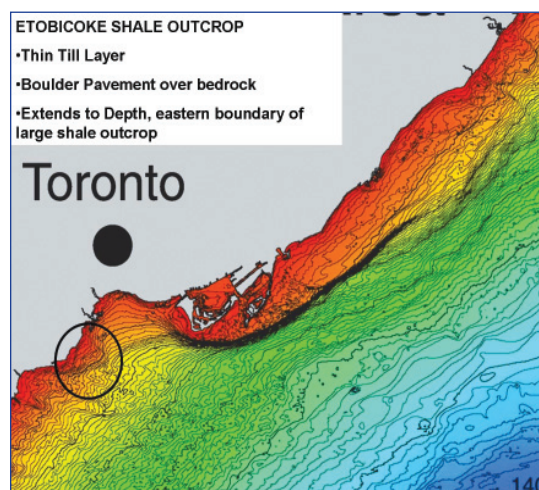 ETOBICOKE SHALE OUTCROP
•Thin Till Layer
•Boulder Pavement over bedrock
•Extends to Depth, eastern boundary of
large shale outcrop
Toronto
140